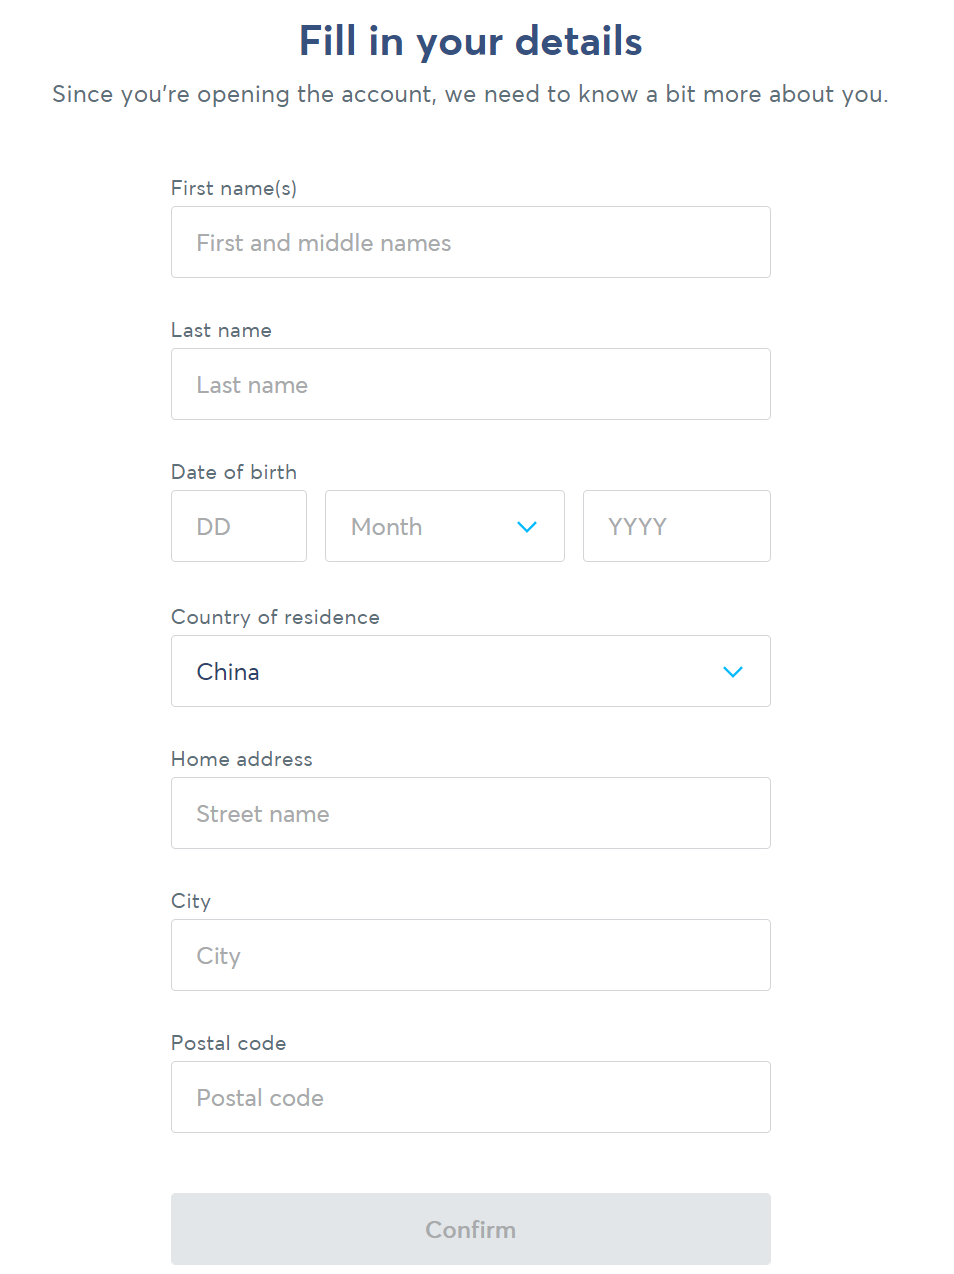 Fill in your details
Since you're opening the account, we need to know a bit more about you.
First name(s)
First and middle names
Last name
Last name
Date of birth
DD Month YYYY
Country of residence
China
Home address
Street name
City
City
Postal code
Postal code
Confirm